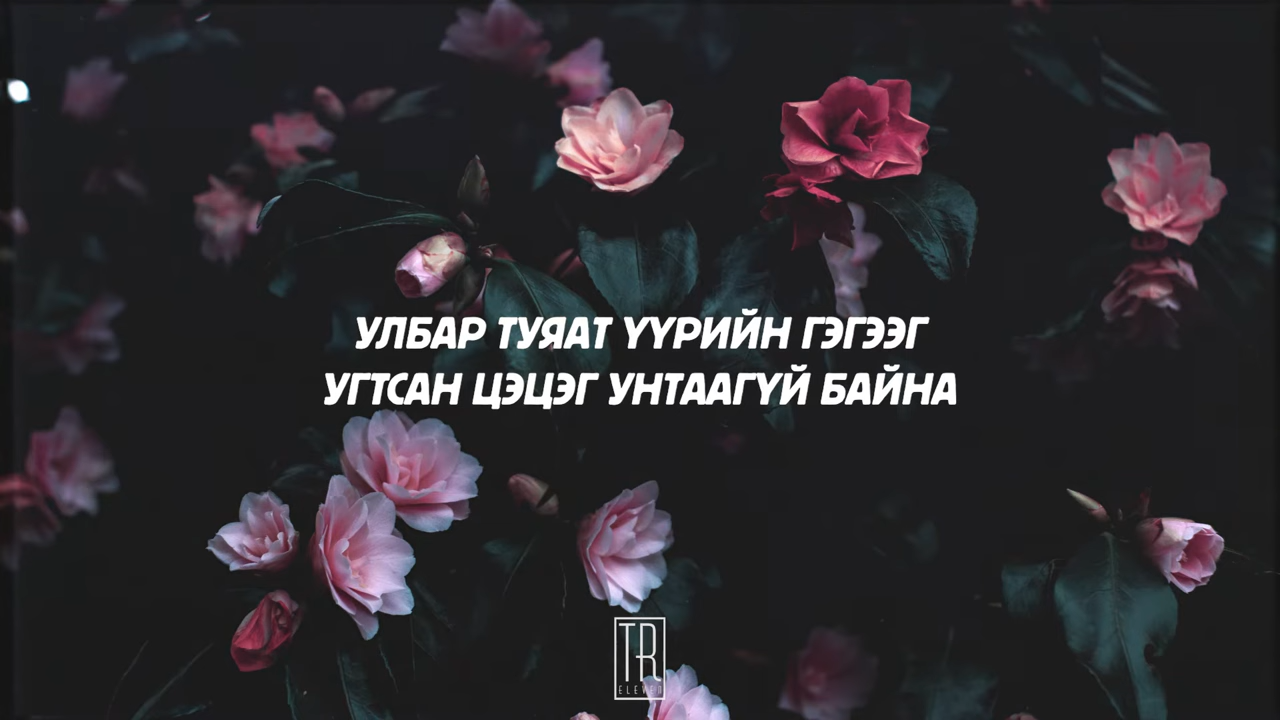 УЛБАР ТУЯАТ ҮҮРИЙН ГЭГЭЭГ
УГТСАН ЦЭЦЭГ УНТААГҮЙ БАЙНА
TR
ELEVEN